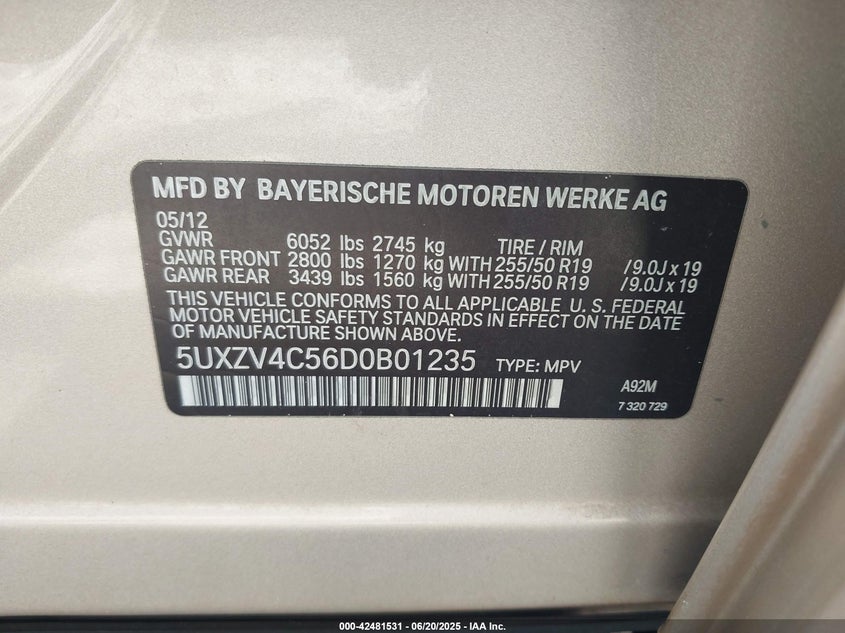 MFD BY BAYERISCHE MOTOREN WERKE AG
05/12
GVWR 6052 lbs 2745 kg TIRE / RIM
GAWR FRONT 2800 lbs 1270 kg WITH 255/50 R19 /9.0J x 19
GAWR REAR 3439 lbs 1560 kg WITH 255/50 R19 /9.0J x 19
THIS VEHICLE CONFORMS TO ALL APPLICABLE U. S. FEDERAL
MOTOR VEHICLE SAFETY STANDARDS IN EFFECT ON THE DATE
OF MANUFACTURE SHOWN ABOVE.
5UXZV4C56D0B01235 TYPE: MPV
A92M
7 320 729
000-42481531 | 06/20/2025 - IAA Inc.